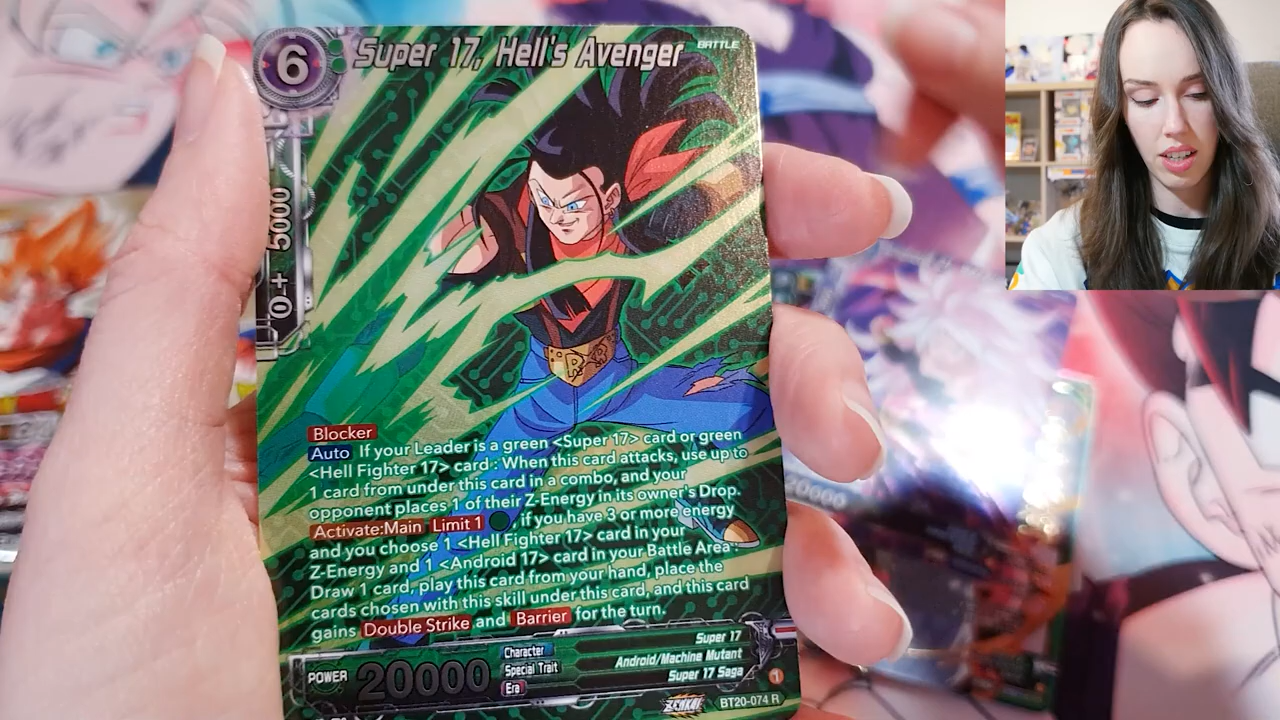 6
Super 17, Hell's Avenger
BATTLE
0 + 5000
R R
Blocker
Auto If your Leader is a green <Super 17> card or green
<Hell Fighter 17> card : When this card attacks, use up to
1 card from under this card in a combo, and your
opponent places 1 of their Z-Energy in its owner's Drop.
Activate:Main Limit 1 , if you have 3 or more energy
and you choose 1 <Hell Fighter 17> card in your
Z-Energy and 1 <Android 17> card in your Battle Area :
Draw 1 card, play this card from your hand, place the
cards chosen with this skill under this card, and this card
gains Double Strike and Barrier for the turn.
POWER 20000
Character Super 17
Special Trait Android/Machine Mutant
Era Super 17 Saga
1
ZENKAI
BT20-074 R
20000